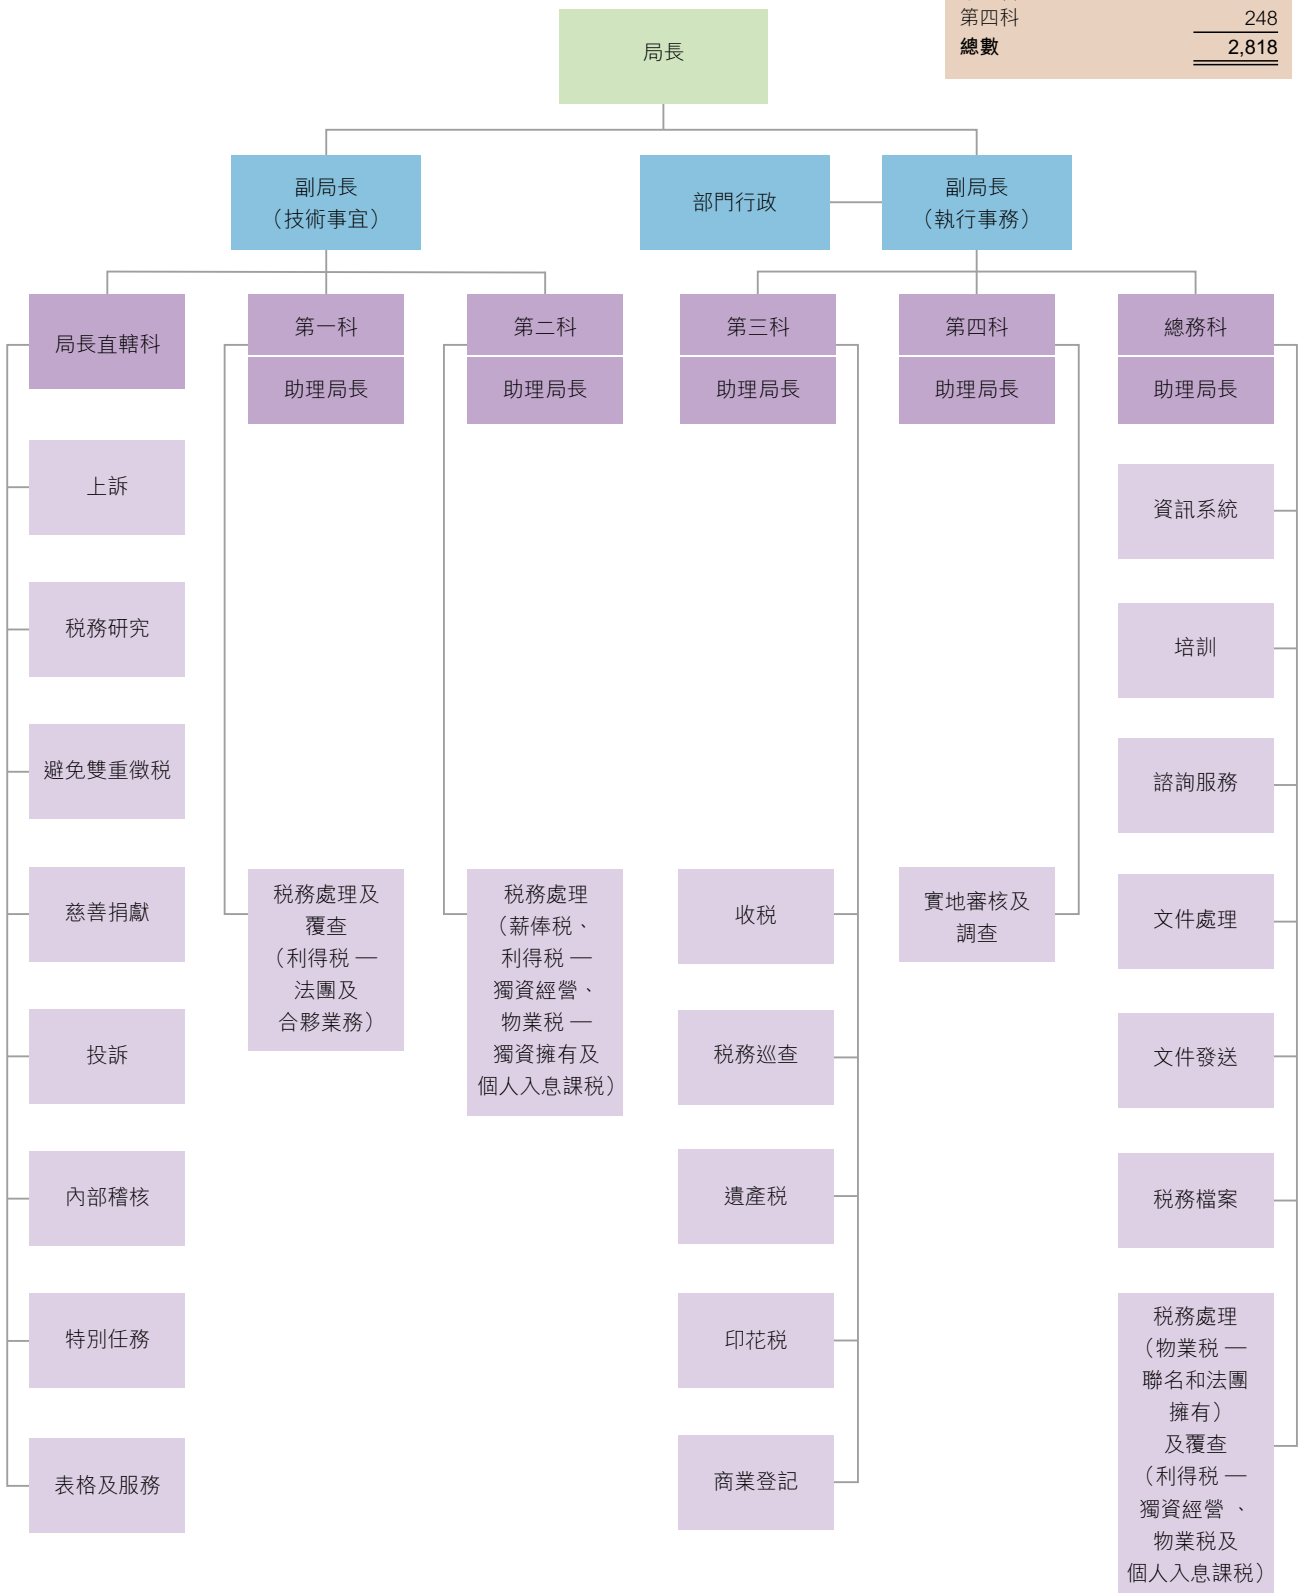 第四科 248
總數 2,818
局長
副局長
（技術事宜）
部門行政
副局長
（執行事務）
局長直轄科
第一科
助理局長
第二科
助理局長
第三科
助理局長
第四科
助理局長
總務科
助理局長
上訴
稅務研究
避免雙重徵稅
慈善捐獻
投訴
內部稽核
特別任務
表格及服務
稅務處理及
覆查
（利得稅 —
法團及
合夥業務）
稅務處理
（薪俸稅、
利得稅 —
獨資經營、
物業稅 —
獨資擁有及
個人入息課稅）
收稅
稅務巡查
遺產稅
印花稅
商業登記
實地審核及
調查
資訊系統
培訓
諮詢服務
文件處理
文件發送
稅務檔案
稅務處理
（物業稅 —
聯名和法團
擁有）
及覆查
（利得稅 —
獨資經營 、
物業稅及
個人入息課稅）